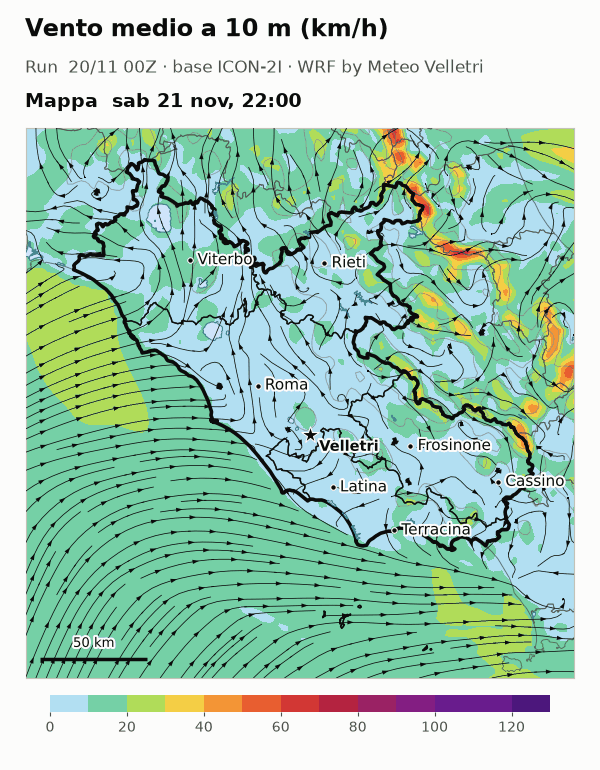 Vento medio a 10 m (km/h)
Run  20/11 00Z · base ICON-2I · WRF by Meteo Velletri
Mappa  sab 21 nov, 22:00
Viterbo
Rieti
Roma
Velletri
Frosinone
Latina
Cassino
Terracina
50 km
0 20 40 60 80 100 120